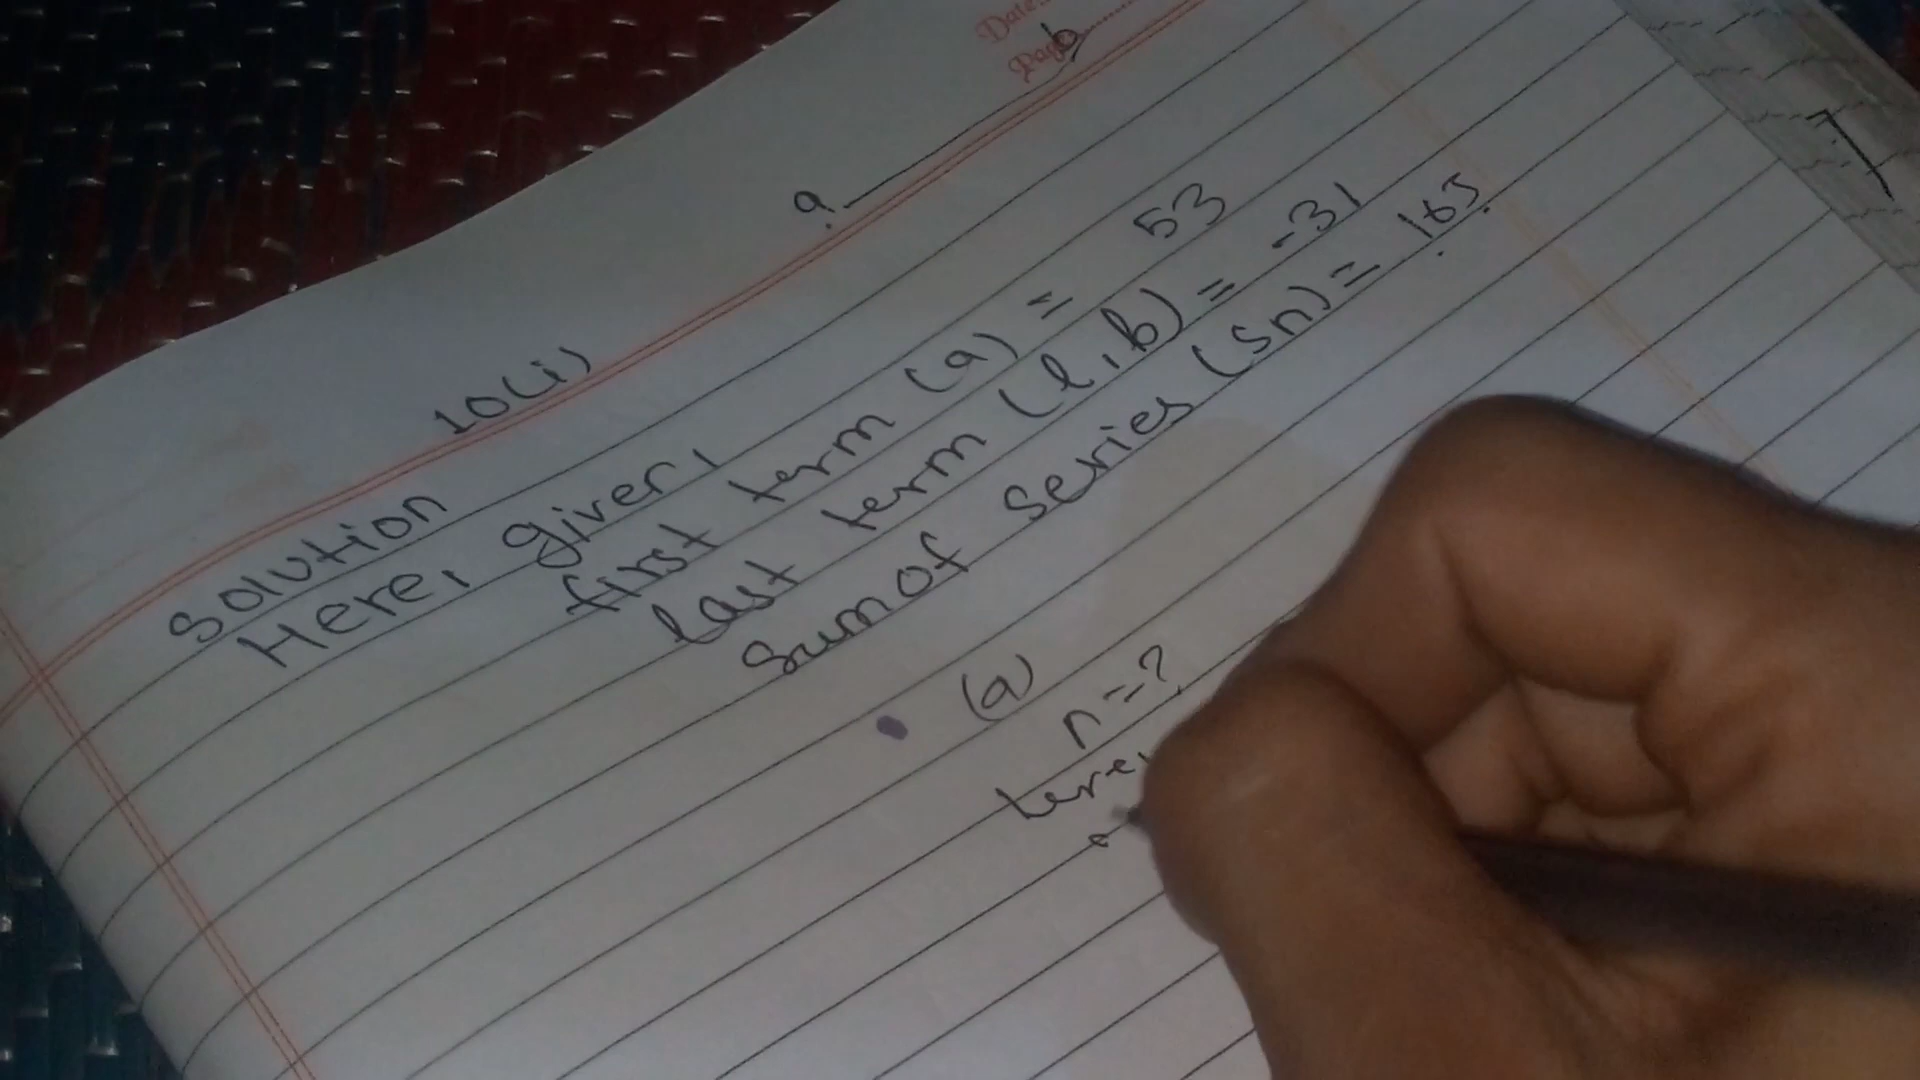 Date
Page
a b
10(i)
Solution
Here, given,
first term (a) = 53
last term (l, b) = -31
Sum of series (Sn) = 165
(a)
n = ?